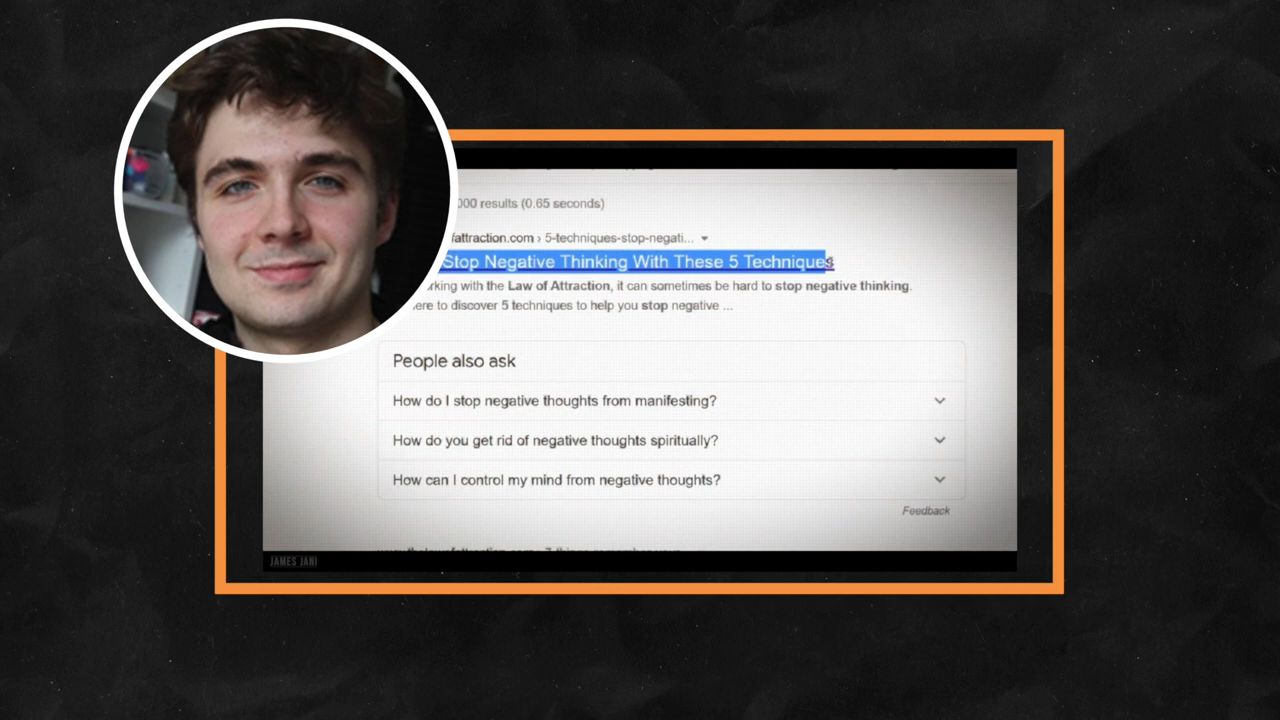 000 results (0.65 seconds)
fattraction.com › 5-techniques-stop-negati...
Stop Negative Thinking With These 5 Techniques
rking with the Law of Attraction, it can sometimes be hard to stop negative thinking.
ere to discover 5 techniques to help you stop negative ...
People also ask
How do I stop negative thoughts from manifesting?
How do you get rid of negative thoughts spiritually?
How can I control my mind from negative thoughts?
Feedback
JAMES JANI